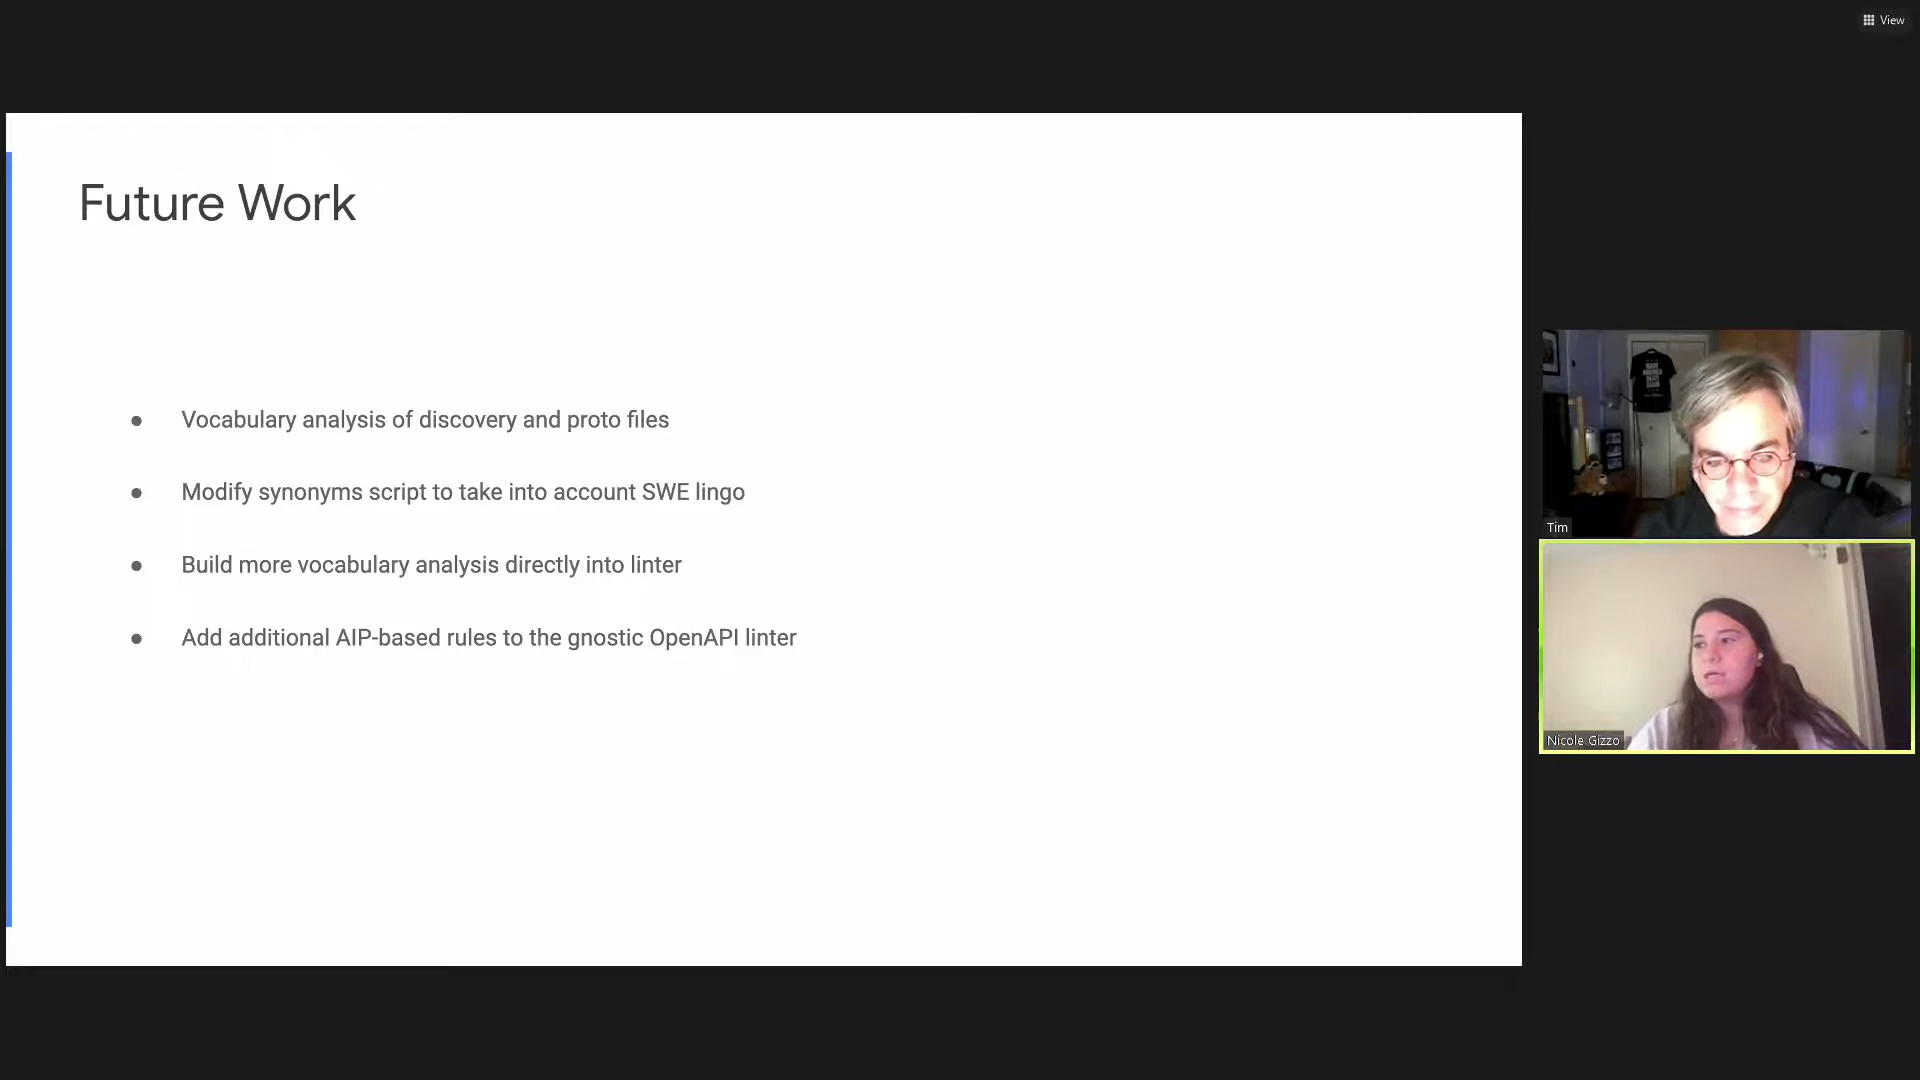 View
Future Work
● Vocabulary analysis of discovery and proto files
● Modify synonyms script to take into account SWE lingo
● Build more vocabulary analysis directly into linter
● Add additional AIP-based rules to the gnostic OpenAPI linter
Tim
Nicole Gizzo